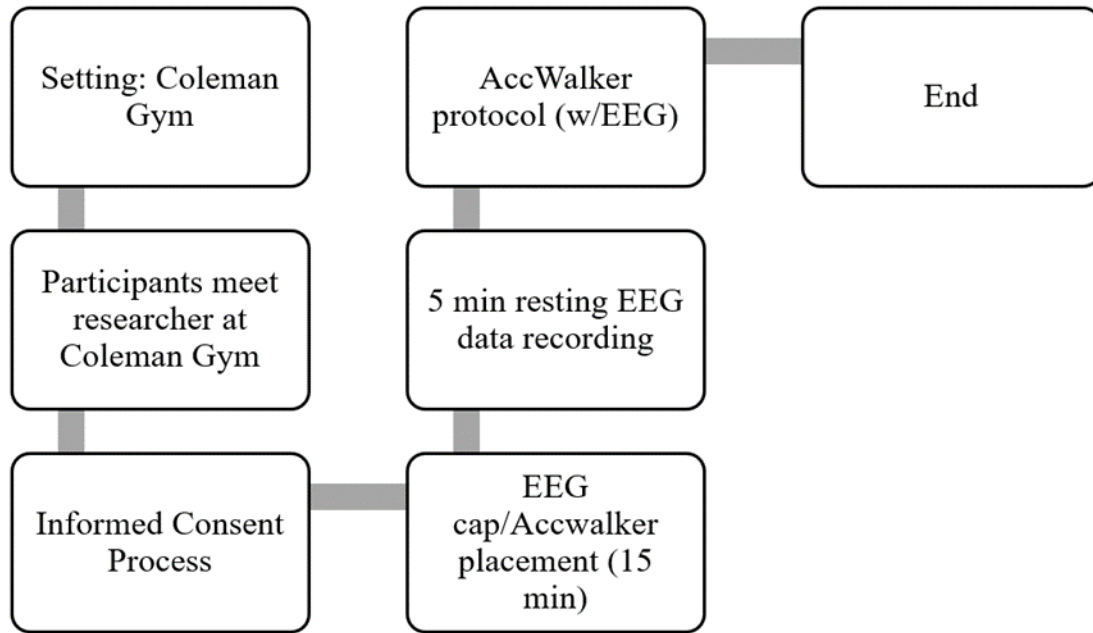 Setting: Coleman
Gym
Participants meet
researcher at
Coleman Gym
Informed Consent
Process
EEG
cap/Accwalker
placement (15
min)
5 min resting EEG
data recording
AccWalker
protocol (w/EEG)
End